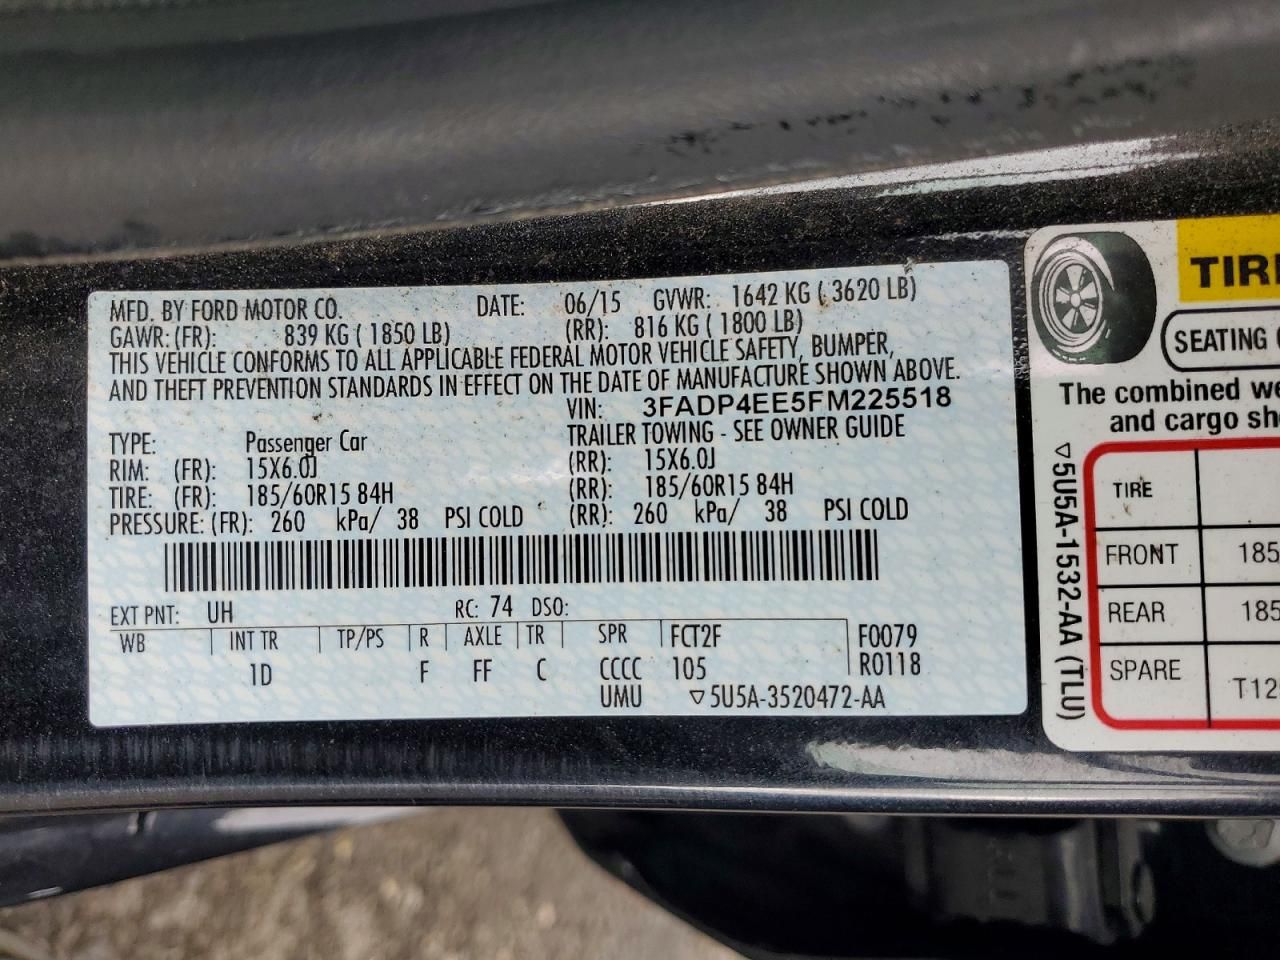 MFD. BY FORD MOTOR CO. DATE: 06/15 GVWR: 1642 KG ( 3620 LB)
GAWR: (FR): 839 KG ( 1850 LB) (RR): 816 KG ( 1800 LB)
THIS VEHICLE CONFORMS TO ALL APPLICABLE FEDERAL MOTOR VEHICLE SAFETY, BUMPER,
AND THEFT PREVENTION STANDARDS IN EFFECT ON THE DATE OF MANUFACTURE SHOWN ABOVE.
VIN: 3FADP4EE5FM225518
TYPE: Passenger Car TRAILER TOWING - SEE OWNER GUIDE
RIM: (FR): 15X6.0J (RR): 15X6.0J
TIRE: (FR): 185/60R15 84H (RR): 185/60R15 84H
PRESSURE: (FR): 260 kPa/ 38 PSI COLD (RR): 260 kPa/ 38 PSI COLD
EXT PNT: UH RC: 74 DSO:
WB INT TR TP/PS R AXLE TR SPR FCT2F F0079
1D F FF C CCCC 105 R0118
UMU ▽5U5A-3520472-AA
TIR
SEATING
The combined
and cargo
▽5U5A-1532-AA (TLU)
TIRE
FRONT 185
REAR 185
SPARE T12